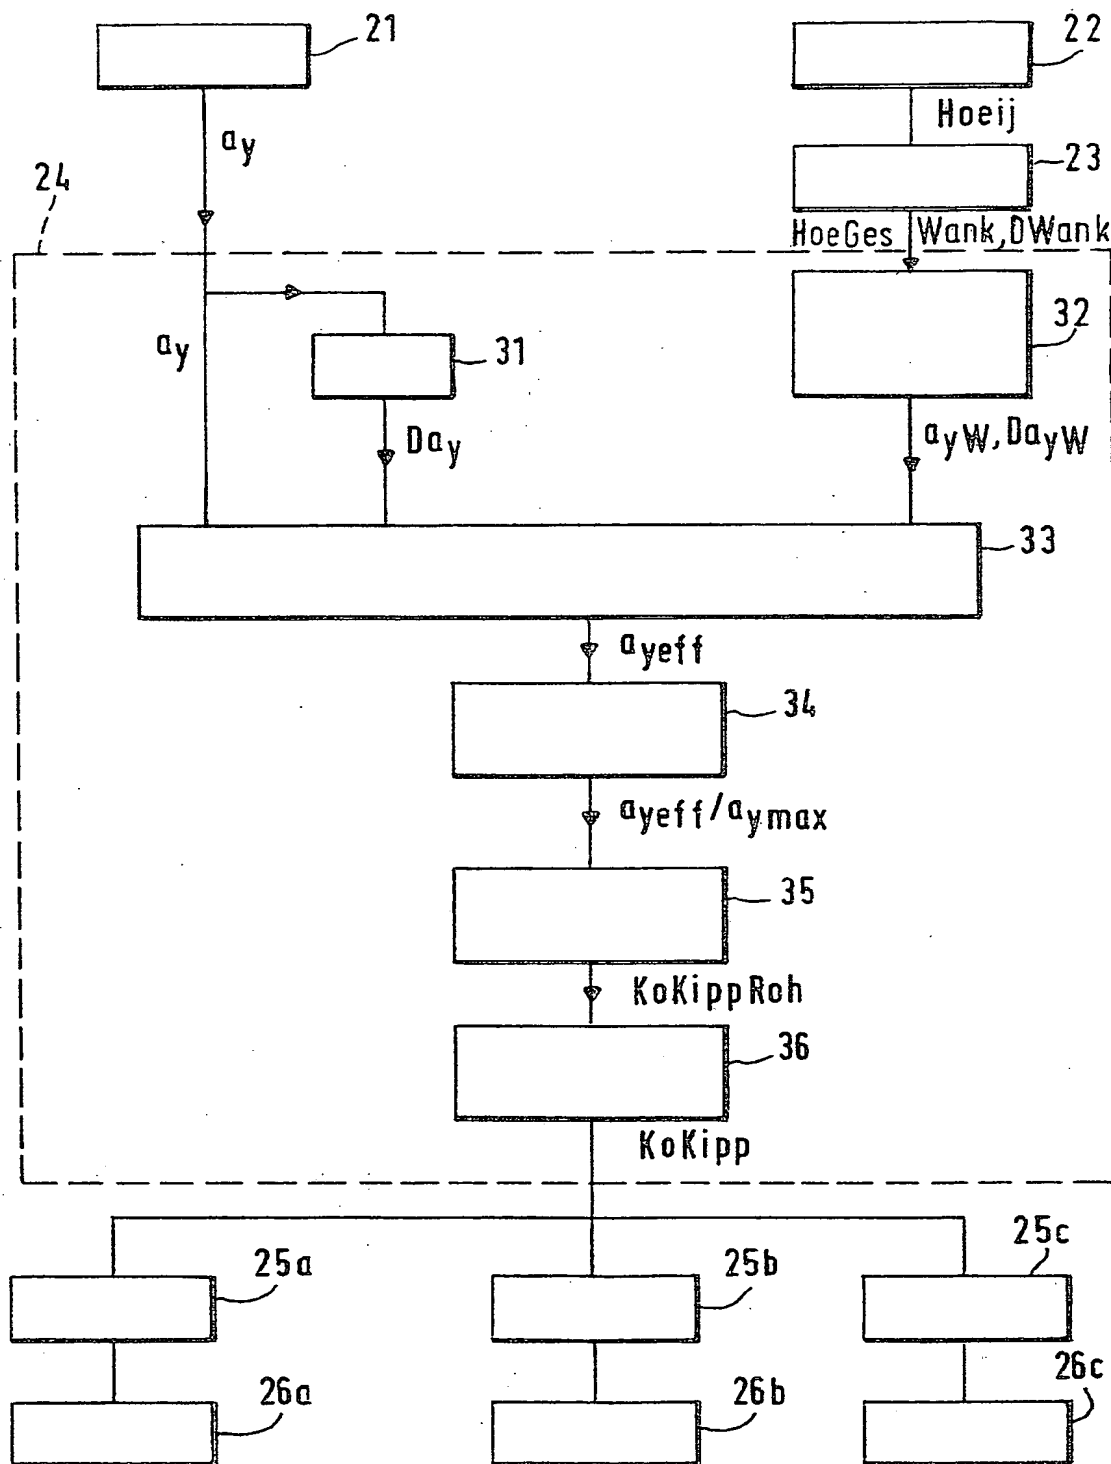 21
22
a_y
Hoeij
23
24
HoeGes
Wank,DWank
a_y
31
32
Da_y
a_yW,Da_yW
33
a_yeff
34
a_yeff/a_ymax
35
KoKippRoh
36
KoKipp
25a
25b
25c
26a
26b
26c